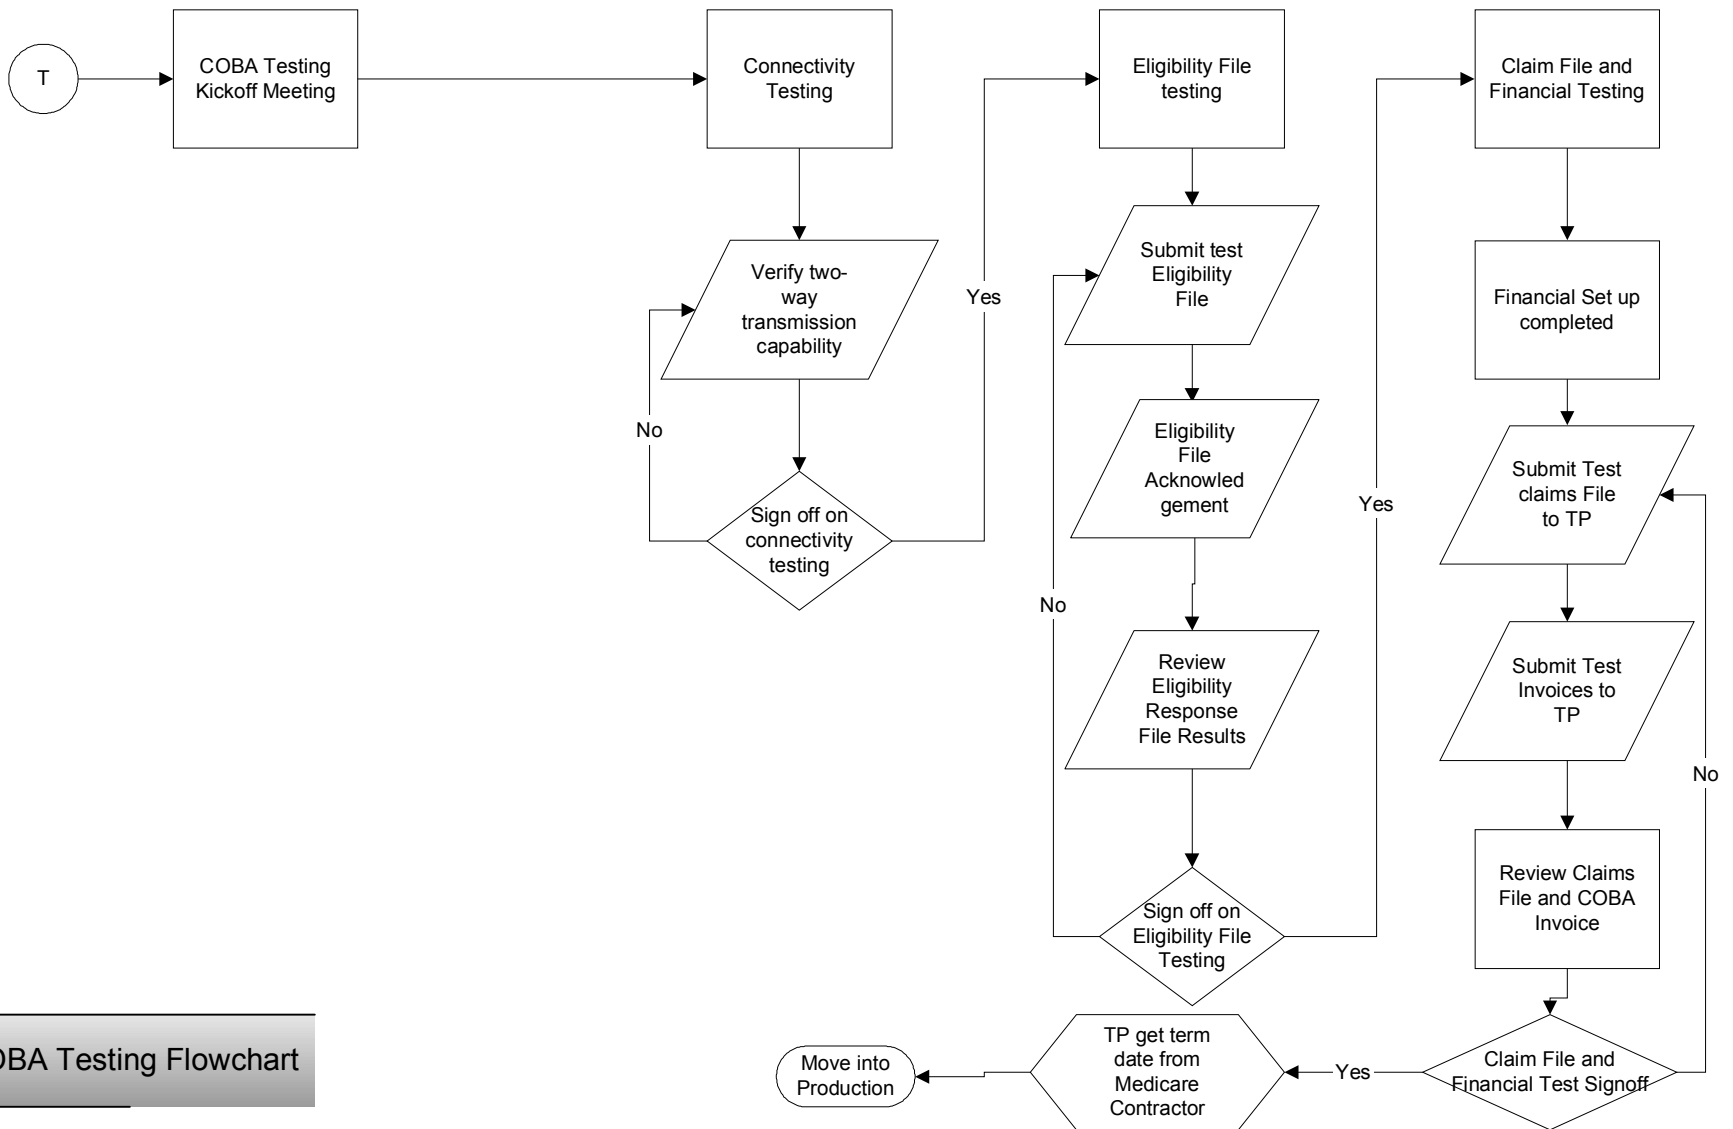 T
COBA Testing
Kickoff Meeting
Connectivity
Testing
Verify two-
way
transmission
capability
No
Sign off on
connectivity
testing
Yes
Eligibility File
testing
Submit test
Eligibility
File
Eligibility
File
Acknowled
gement
Review
Eligibility
Response
File Results
No
Sign off on
Eligibility File
Testing
Yes
Claim File and
Financial Testing
Financial Set up
completed
Submit Test
claims File
to TP
Submit Test
Invoices to
TP
Review Claims
File and COBA
Invoice
No
Claim File and
Financial Test Signoff
Yes
TP get term
date from
Medicare
Contractor
Move into
Production
OBA Testing Flowchart